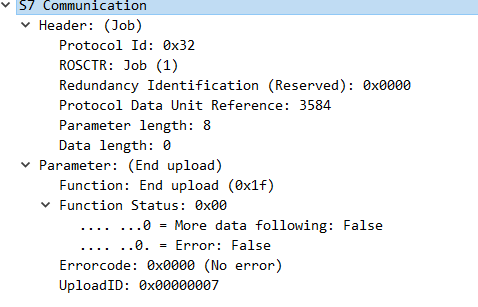 S7 Communication
Header: (Job)
Protocol Id: 0x32
ROSCTR: Job (1)
Redundancy Identification (Reserved): 0x0000
Protocol Data Unit Reference: 3584
Parameter length: 8
Data length: 0
Parameter: (End upload)
Function: End upload (0x1f)
Function Status: 0x00
.... ...0 = More data following: False
.... ..0. = Error: False
Errorcode: 0x0000 (No error)
UploadID: 0x00000007